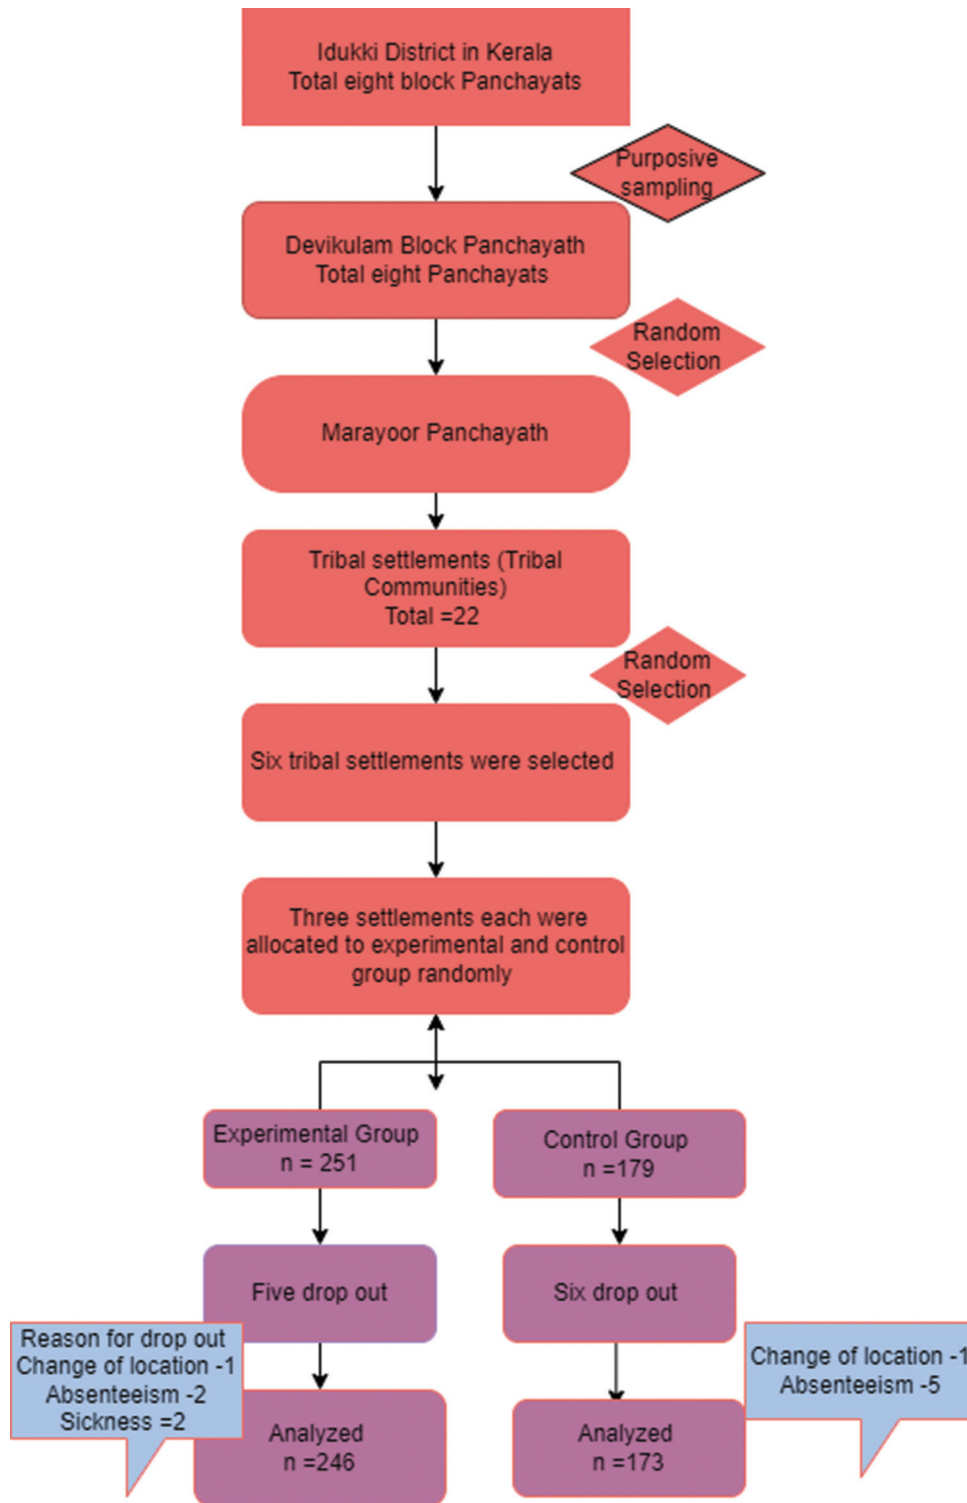 Idukki District in Kerala
Total eight block Panchayats
Purposive
sampling
Devikulam Block Panchayath
Total eight Panchayats
Random
Selection
Marayoor Panchayath
Tribal settlements (Tribal
Communities)
Total =22
Random
Selection
Six tribal settlements were selected
Three settlements each were
allocated to experimental and control
group randomly
Experimental Group
n = 251
Control Group
n =179
Five drop out
Six drop out
Reason for drop out
Change of location -1
Absenteeism -2
Sickness =2
Change of location -1
Absenteeism -5
Analyzed
n =246
Analyzed
n =173